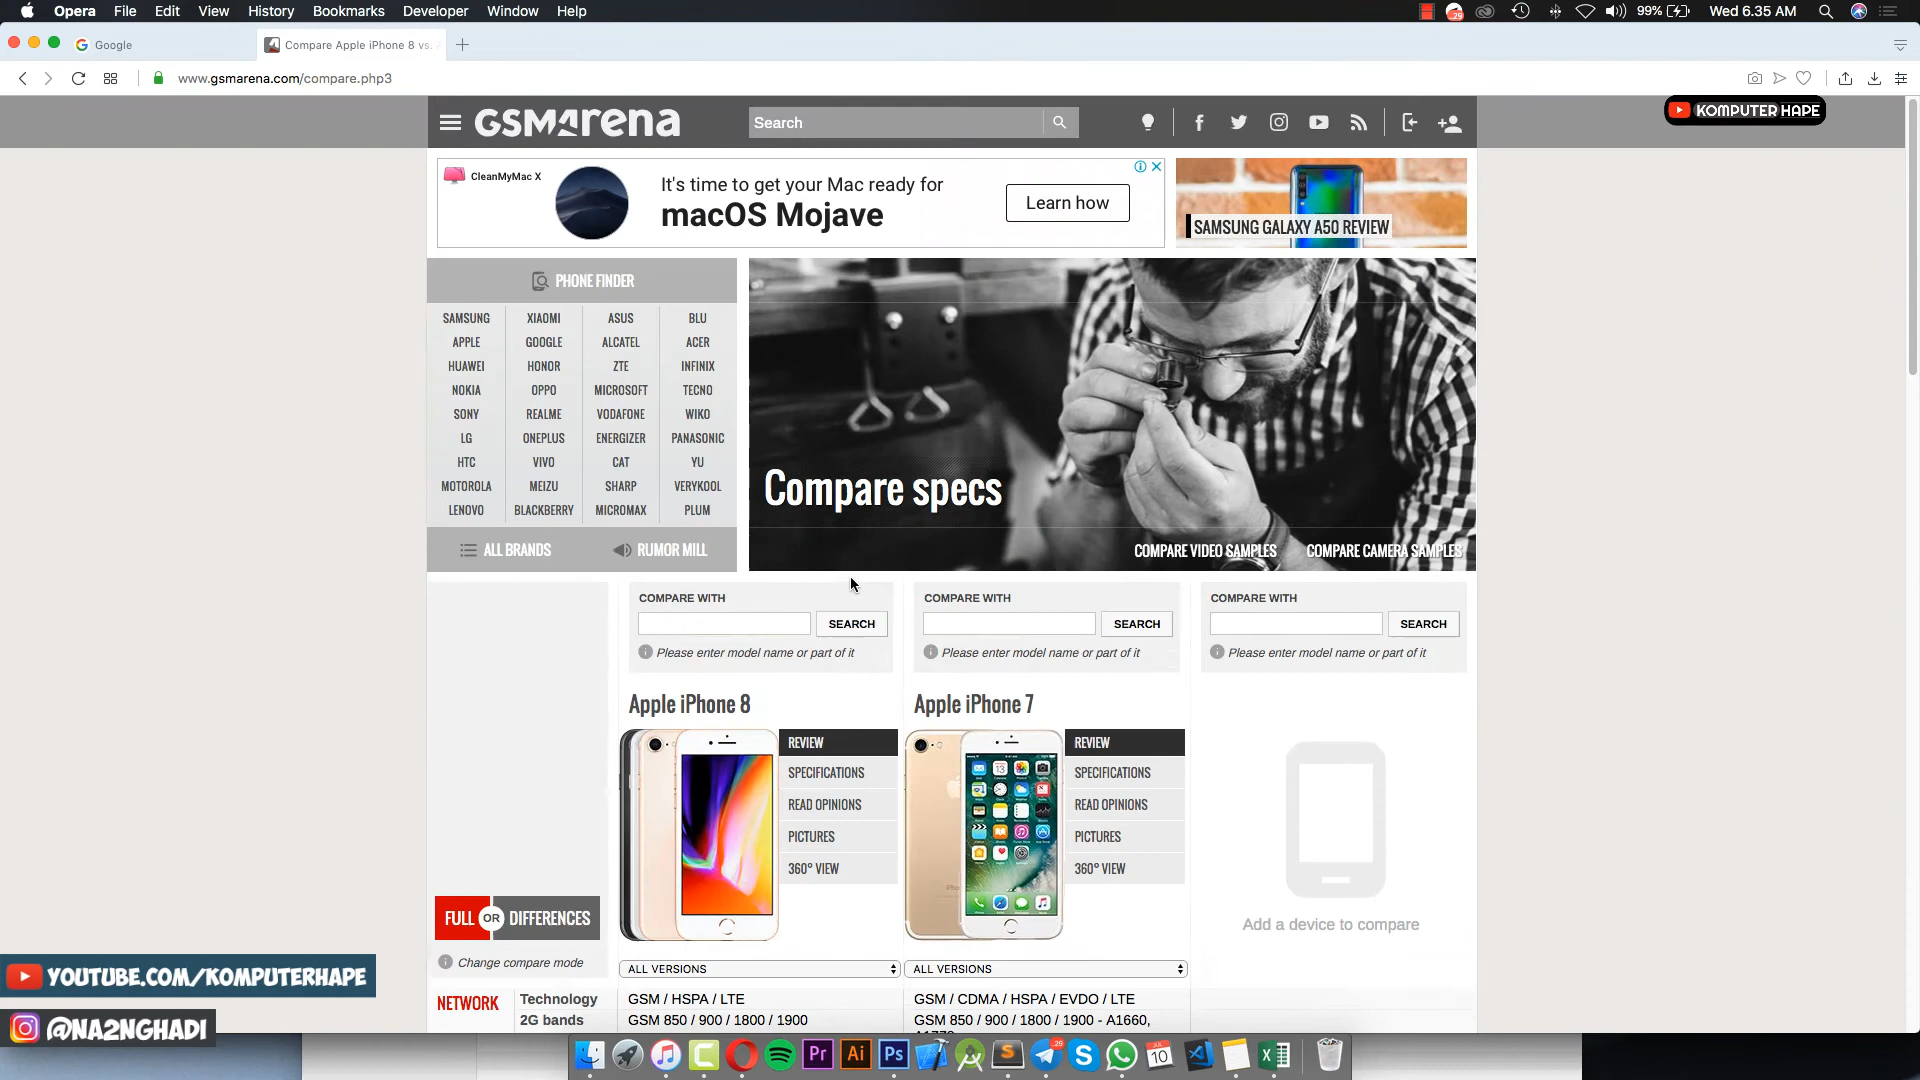 Opera File Edit View History Bookmarks Developer Window Help
29
99% Wed 6.35 AM
Google
Compare Apple iPhone 8 vs.
www.gsmarena.com/compare.php3
KOMPUTER HAPE
GSMArena
Search
CleanMyMac X
It's time to get your Mac ready for
macOS Mojave
Learn how
SAMSUNG GALAXY A50 REVIEW
PHONE FINDER
SAMSUNG XIAOMI ASUS BLU
APPLE GOOGLE ALCATEL ACER
HUAWEI HONOR ZTE INFINIX
NOKIA OPPO MICROSOFT TECNO
SONY REALME VODAFONE WIKO
LG ONEPLUS ENERGIZER PANASONIC
HTC VIVO CAT YU
MOTOROLA MEIZU SHARP VERYKOOL
LENOVO BLACKBERRY MICROMAX PLUM
ALL BRANDS RUMOR MILL
Compare specs
COMPARE VIDEO SAMPLES COMPARE CAMERA SAMPLES
COMPARE WITH COMPARE WITH COMPARE WITH
SEARCH SEARCH SEARCH
Please enter model name or part of it Please enter model name or part of it Please enter model name or part of it
Apple iPhone 8 Apple iPhone 7
REVIEW REVIEW
SPECIFICATIONS SPECIFICATIONS
READ OPINIONS READ OPINIONS
PICTURES PICTURES
360° VIEW 360° VIEW
FULL OR DIFFERENCES
Add a device to compare
Change compare mode
ALL VERSIONS ALL VERSIONS
NETWORK Technology GSM / HSPA / LTE GSM / CDMA / HSPA / EVDO / LTE
2G bands GSM 850 / 900 / 1800 / 1900 GSM 850 / 900 / 1800 / 1900 - A1660,
YOUTUBE.COM/KOMPUTERHAPE
@NA2NGHADI
Pr Ai Ps S 29 JUL 10